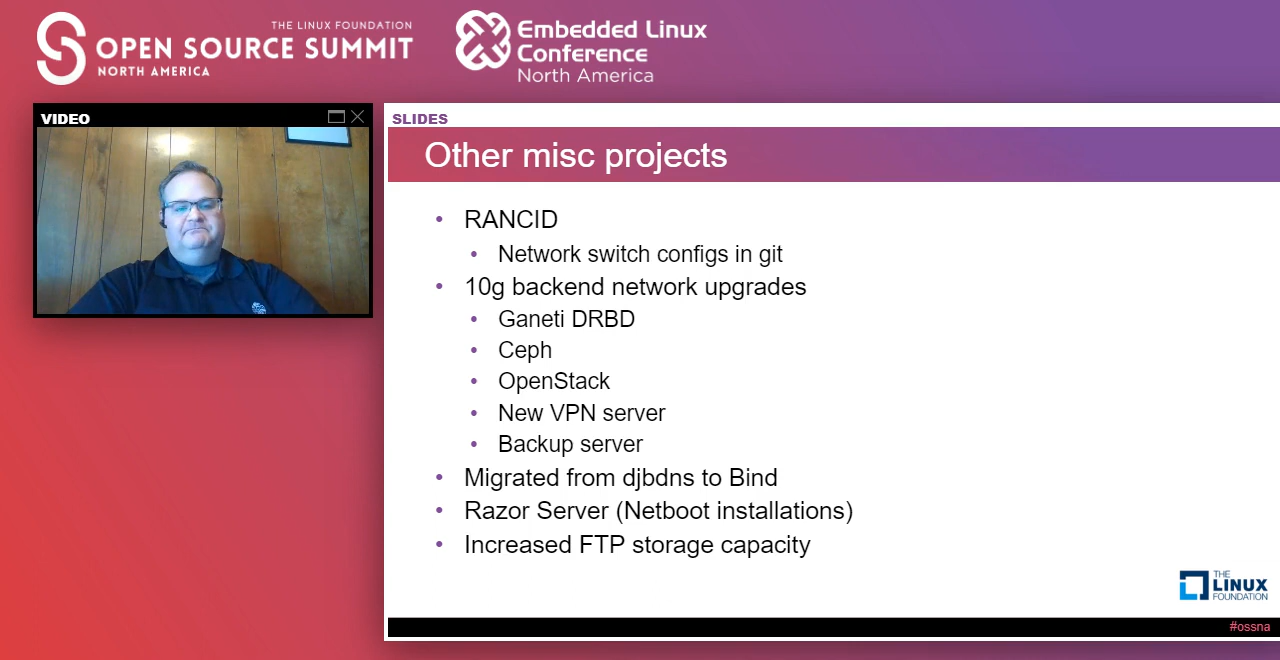 THE LINUX FOUNDATION
OPEN SOURCE SUMMIT
NORTH AMERICA
Embedded Linux
Conference
North America
VIDEO
SLIDES
Other misc projects
• RANCID
• Network switch configs in git
• 10g backend network upgrades
• Ganeti DRBD
• Ceph
• OpenStack
• New VPN server
• Backup server
• Migrated from djbdns to Bind
• Razor Server (Netboot installations)
• Increased FTP storage capacity
THE
LINUX
FOUNDATION
#ossna